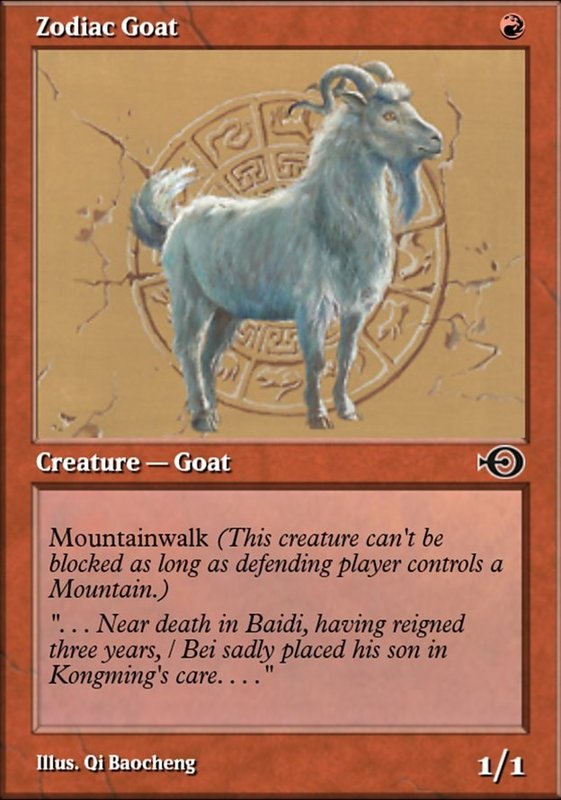 Zodiac Goat
Creature — Goat
Mountainwalk (This creature can't be
blocked as long as defending player controls a
Mountain.)
". . . Near death in Baidi, having reigned
three years, / Bei sadly placed his son in
Kongming's care. . . ."
Illus. Qi Baocheng
1/1